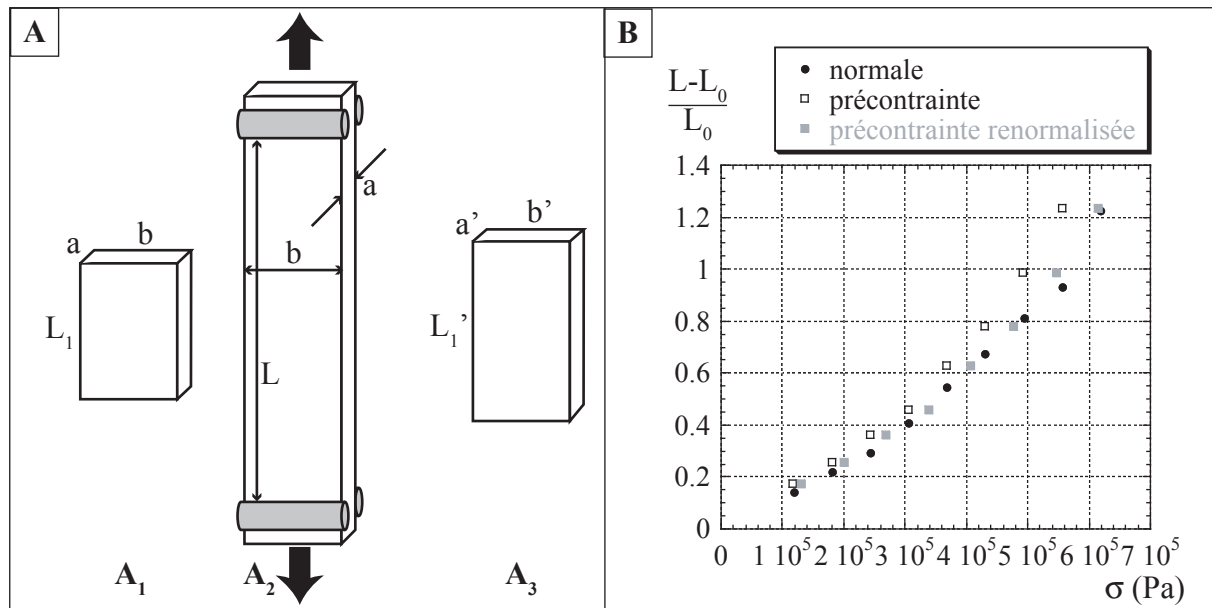 A
a b
L₁
A₁
a
b
L
A₂
a' b'
L₁'
A₃
B
normale
précontrainte
précontrainte renormalisée
L-L₀
L₀
1.4
1.2
1
0.8
0.6
0.4
0.2
0
0 1 10⁵ 2 10⁵ 3 10⁵ 4 10⁵ 5 10⁵ 6 10⁵ 7 10⁵
σ (Pa)